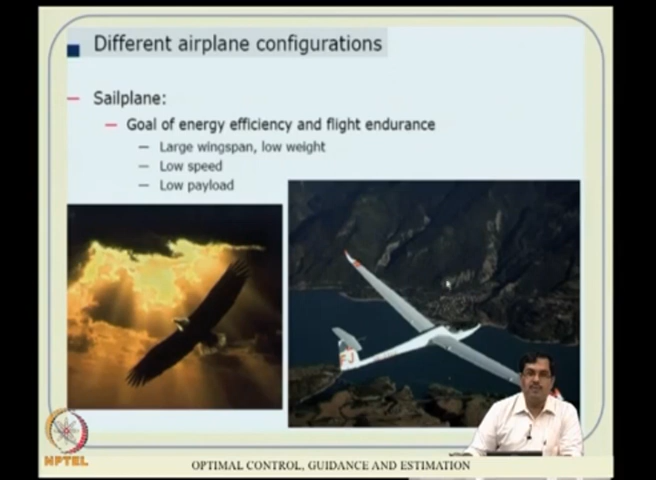 Different airplane configurations
Sailplane:
Goal of energy efficiency and flight endurance
Large wingspan, low weight
Low speed
Low payload
FJ
NPTEL
OPTIMAL CONTROL, GUIDANCE AND ESTIMATION